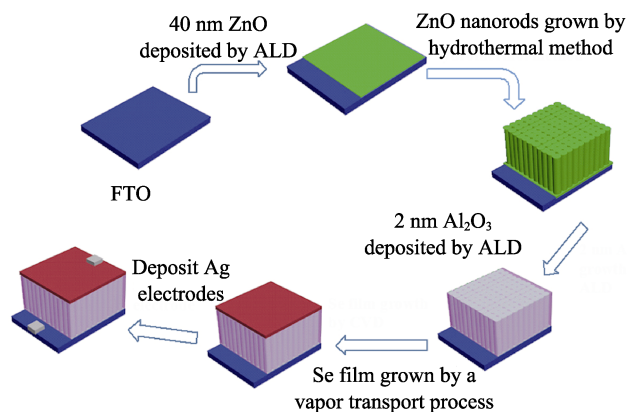 40 nm ZnO
deposited by ALD
ZnO nanorods grown by
hydrothermal method
FTO
2 nm Al₂O₃
deposited by ALD
Deposit Ag
electrodes
Se film grown by a
vapor transport process